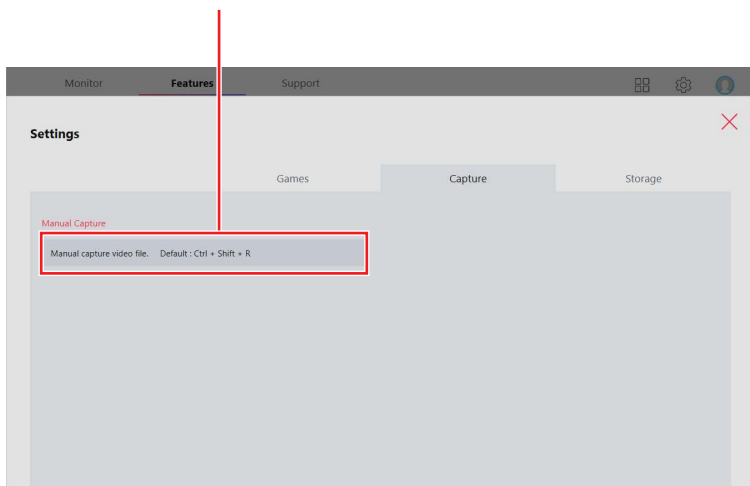 Monitor Features Support
Settings
Games Capture Storage
Manual Capture
Manual capture video file. Default : Ctrl + Shift + R